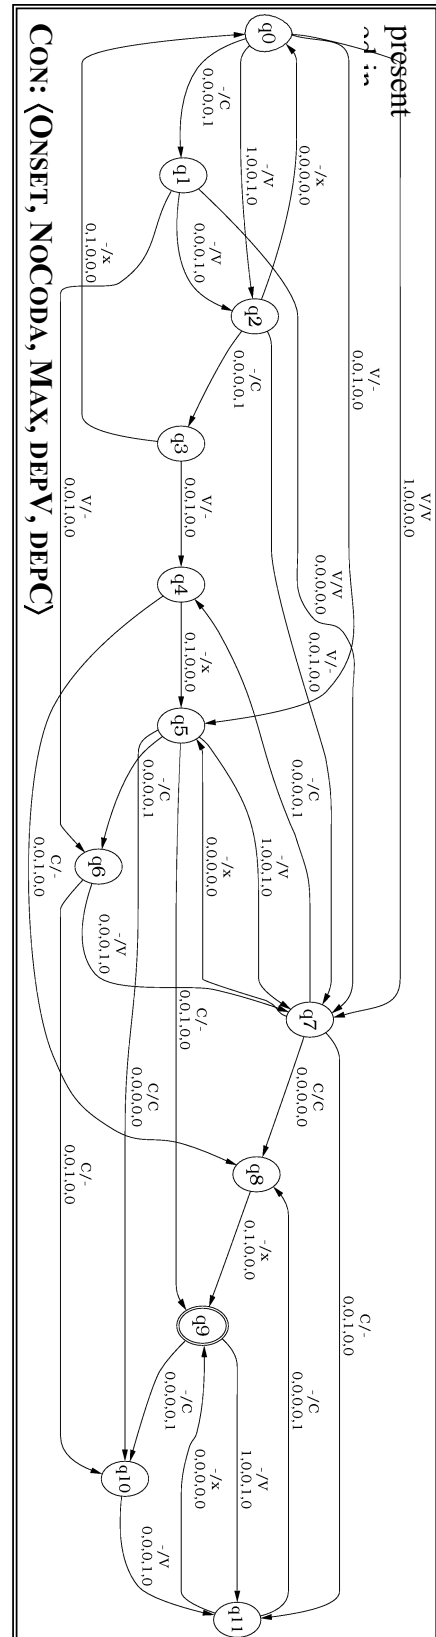 present
ed in
q0
-/C
0,0,0,0,1
-/V
1,0,0,1,0
-/x
0,0,0,0,0
V/-
0,0,1,0,0
V/V
1,0,0,0,0
q1
-/V
0,0,0,1,0
-/x
0,1,0,0,0
q2
-/C
0,0,0,0,1
q3
V/-
0,0,1,0,0
V/-
0,0,1,0,0
V/V
0,0,0,0,0
V/-
0,0,1,0,0
q4
-/x
0,1,0,0,0
-/C
0,0,0,0,1
q5
-/C
0,0,0,0,1
-/x
0,0,0,0,0
-/V
1,0,0,1,0
q6
C/-
0,0,1,0,0
-/V
0,0,0,1,0
C/-
0,0,1,0,0
q7
C/C
0,0,0,0,0
C/C
0,0,0,0,0
C/-
0,0,1,0,0
C/-
0,0,1,0,0
q8
-/x
0,1,0,0,0
-/C
0,0,0,0,1
q9
-/C
0,0,0,0,1
-/x
0,0,0,0,0
-/V
1,0,0,1,0
q10
-/V
0,0,0,1,0
q11
CON: ⟨ONSET, NOCODA, MAX, DEPV, DEPC⟩